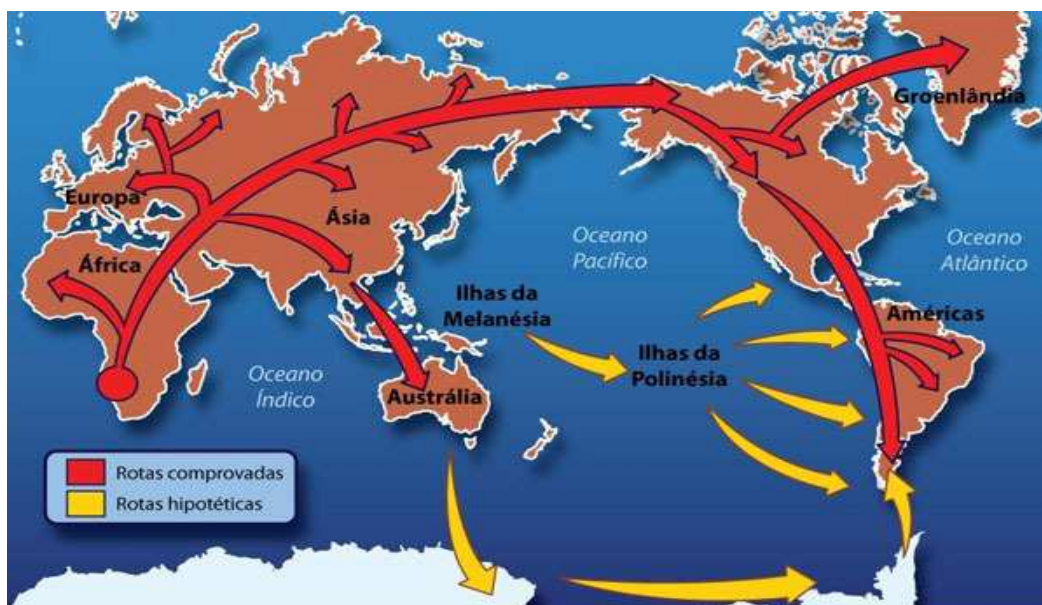 Groenlândia
Europa
Ásia
África
Oceano
Pacífico
Oceano
Atlântico
Ilhas da
Melanésia
Américas
Ilhas da
Polinésia
Oceano
Índico
Austrália
Rotas comprovadas
Rotas hipotéticas